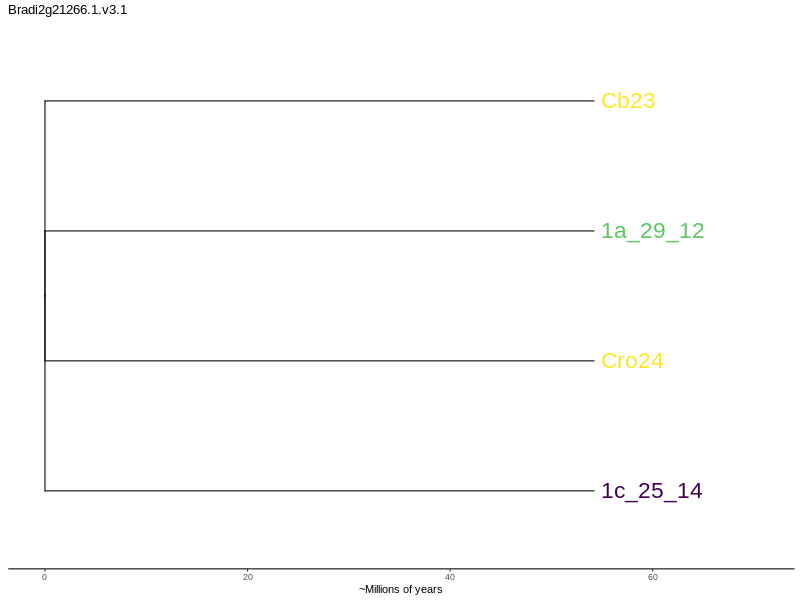 Bradi2g21266.1.v3.1
Cb23
1a_29_12
Cro24
1c_25_14
0 20 40 60
~Millions of years